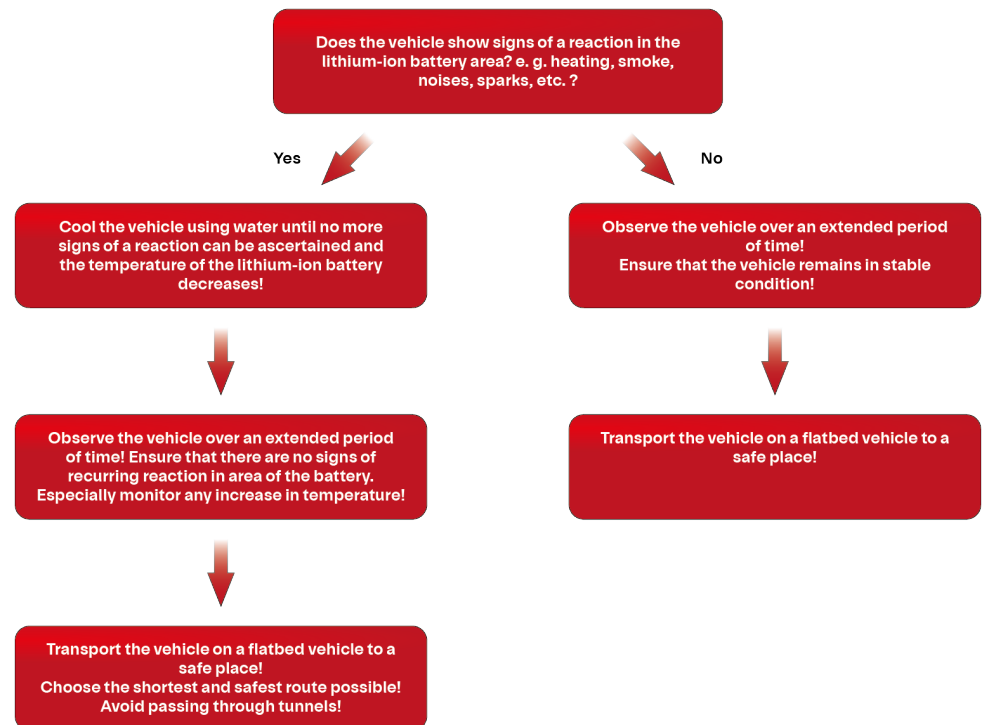 Does the vehicle show signs of a reaction in the
lithium-ion battery area? e. g. heating, smoke,
noises, sparks, etc. ?
Yes
No
Cool the vehicle using water until no more
signs of a reaction can be ascertained and
the temperature of the lithium-ion battery
decreases!
Observe the vehicle over an extended period
of time!
Ensure that the vehicle remains in stable
condition!
Observe the vehicle over an extended period
of time! Ensure that there are no signs of
recurring reaction in area of the battery.
Especially monitor any increase in temperature!
Transport the vehicle on a flatbed vehicle to a
safe place!
Transport the vehicle on a flatbed vehicle to a
safe place!
Choose the shortest and safest route possible!
Avoid passing through tunnels!